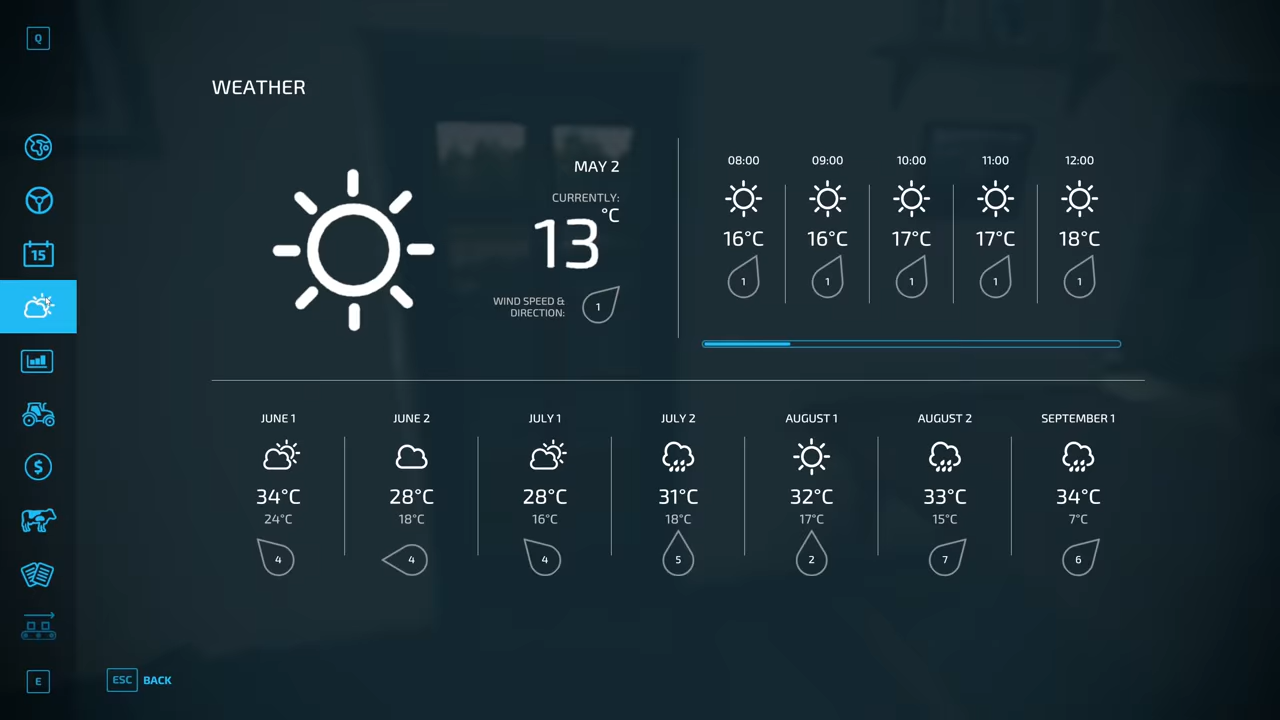 Q
WEATHER
15
MAY 2
CURRENTLY:
13 °C
WIND SPEED &
DIRECTION:
1
08:00 09:00 10:00 11:00 12:00
16°C 16°C 17°C 17°C 18°C
1 1 1 1 1
JUNE 1 JUNE 2 JULY 1 JULY 2 AUGUST 1 AUGUST 2 SEPTEMBER 1
34°C 28°C 28°C 31°C 32°C 33°C 34°C
24°C 18°C 16°C 18°C 17°C 15°C 7°C
4 4 4 5 2 7 6
$
E
ESC BACK